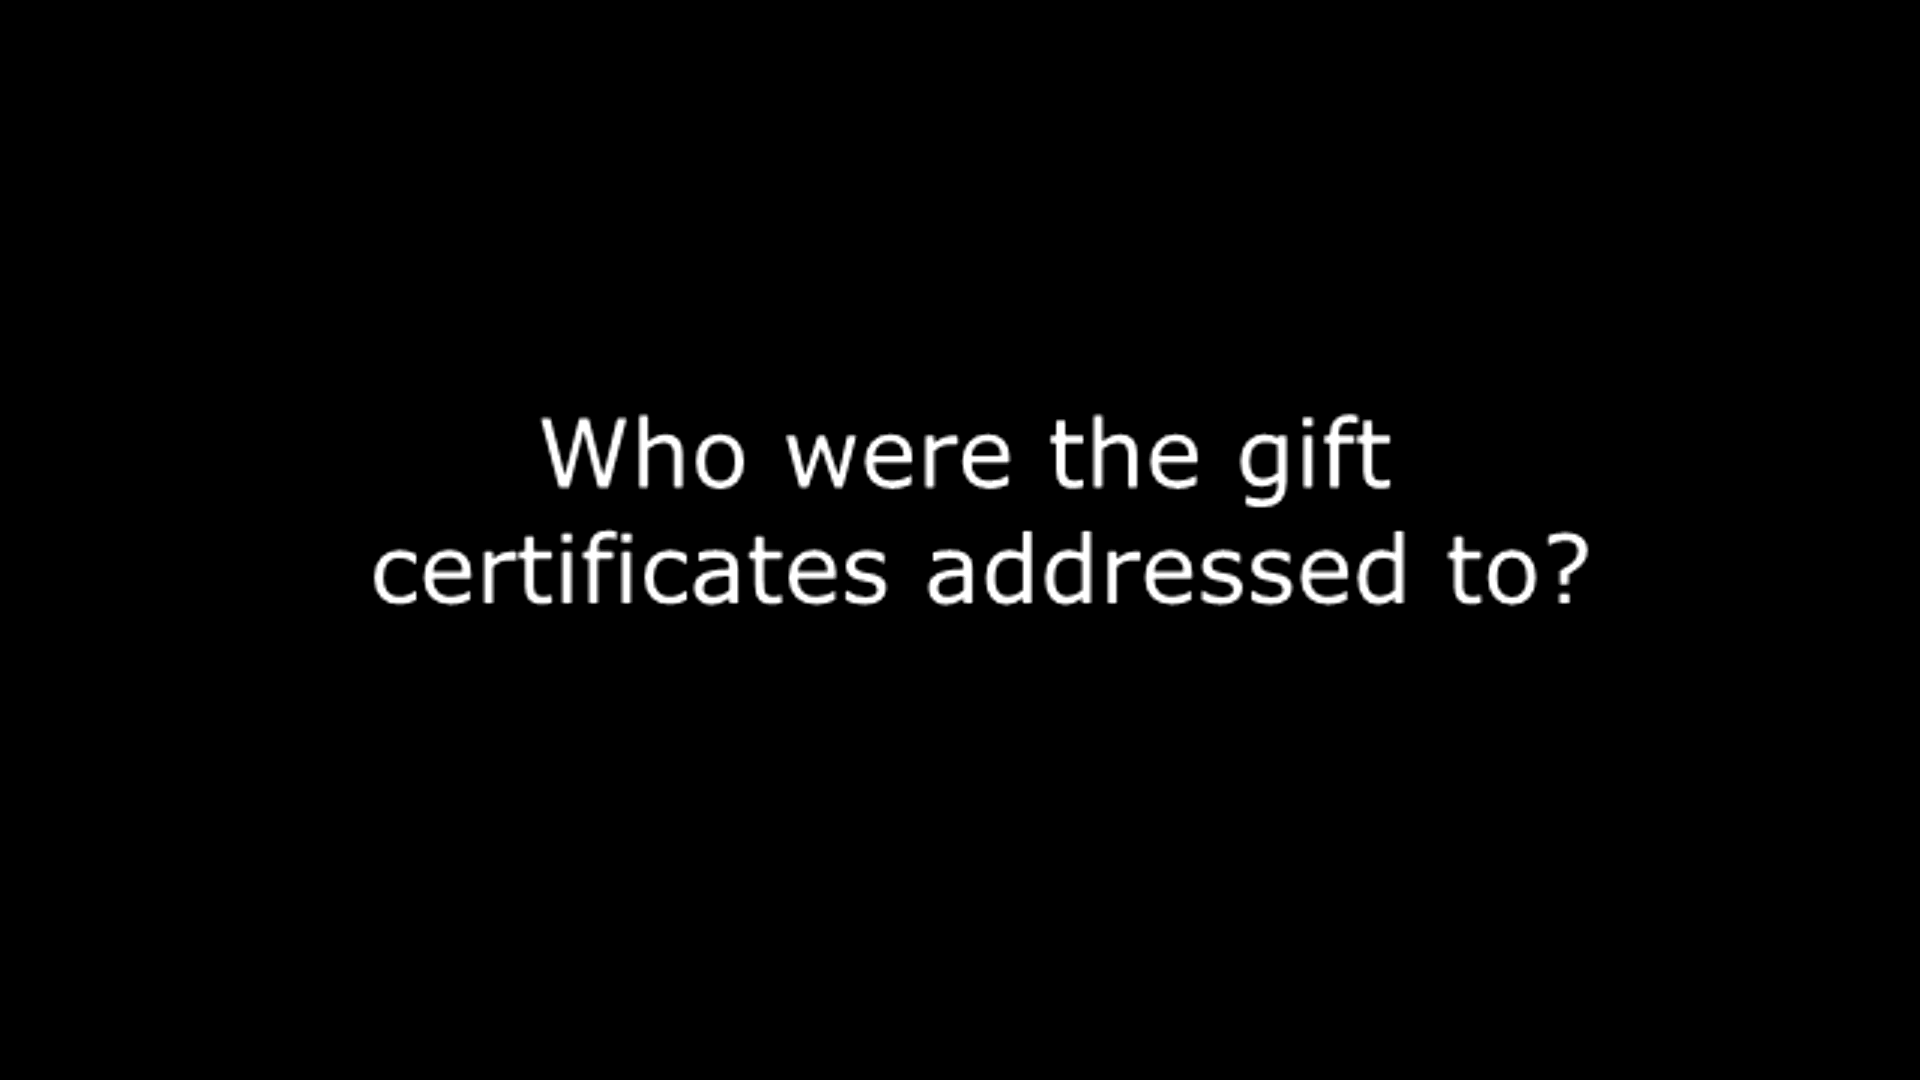 Who were the gift
certificates addressed to?